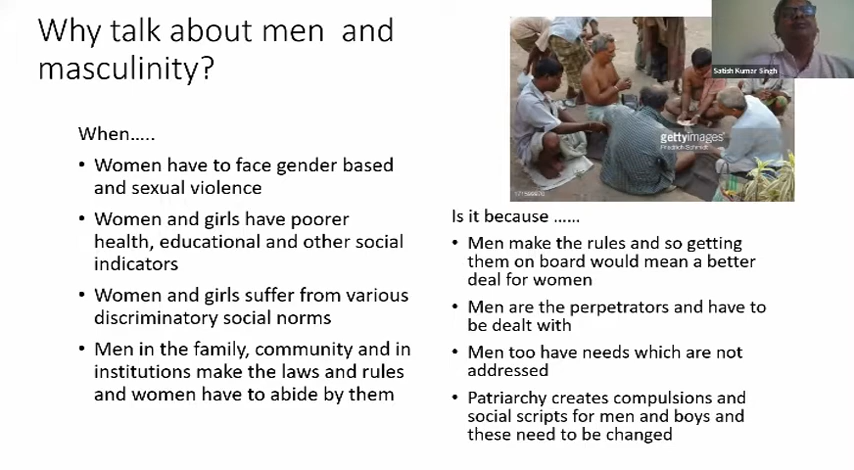 Why talk about men and
masculinity?
When.....
• Women have to face gender based
and sexual violence
• Women and girls have poorer
health, educational and other social
indicators
• Women and girls suffer from various
discriminatory social norms
• Men in the family, community and in
institutions make the laws and rules
and women have to abide by them
Satish Kumar Singh
gettyimages
Friedrich Schmidt
171599970
Is it because ......
• Men make the rules and so getting
them on board would mean a better
deal for women
• Men are the perpetrators and have to
be dealt with
• Men too have needs which are not
addressed
• Patriarchy creates compulsions and
social scripts for men and boys and
these need to be changed